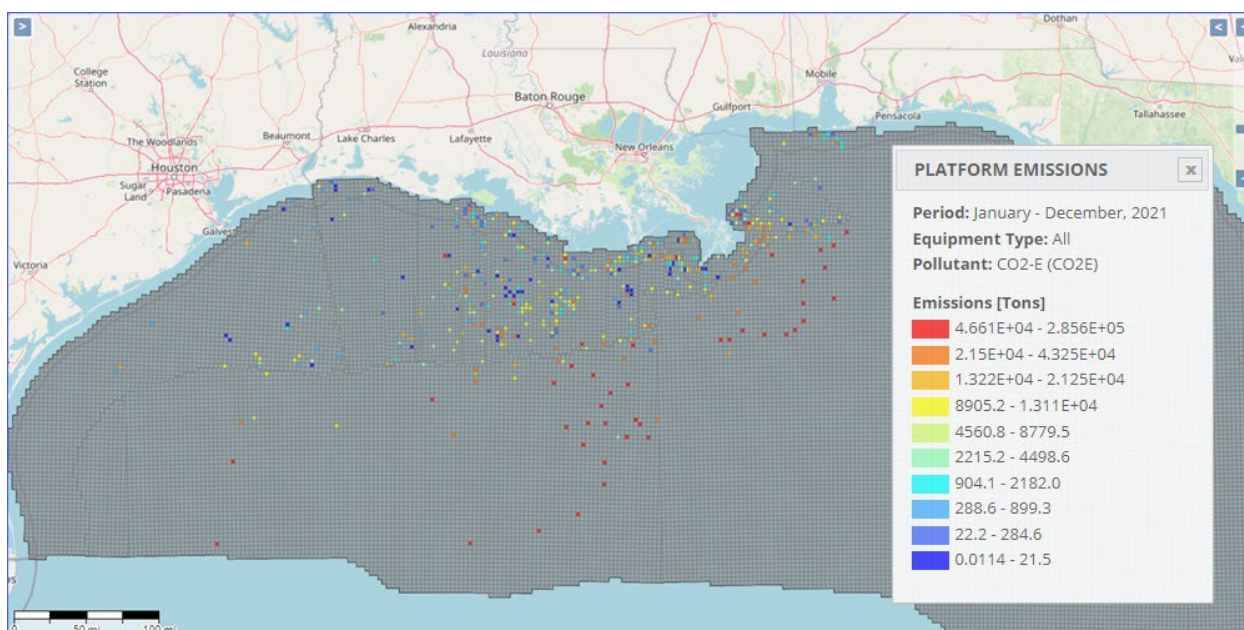 >
<
Alexandria
Dothan
Louisiana
College
Station
Mobile
Baton Rouge
Gulfport
Pensacola
Tallahassee
The Woodlands
Beaumont
Lake Charles
Lafayette
New Orleans
Houston
Pasadena
Sugar
Land
Galvest
Victoria
PLATFORM EMISSIONS
x
Period: January - December, 2021
Equipment Type: All
Pollutant: CO2-E (CO2E)
Emissions [Tons]
4.661E+04 - 2.856E+05
2.15E+04 - 4.325E+04
1.322E+04 - 2.125E+04
8905.2 - 1.311E+04
4560.8 - 8779.5
2215.2 - 4498.6
904.1 - 2182.0
288.6 - 899.3
22.2 - 284.6
0.0114 - 21.5
0 50 mi 100 mi